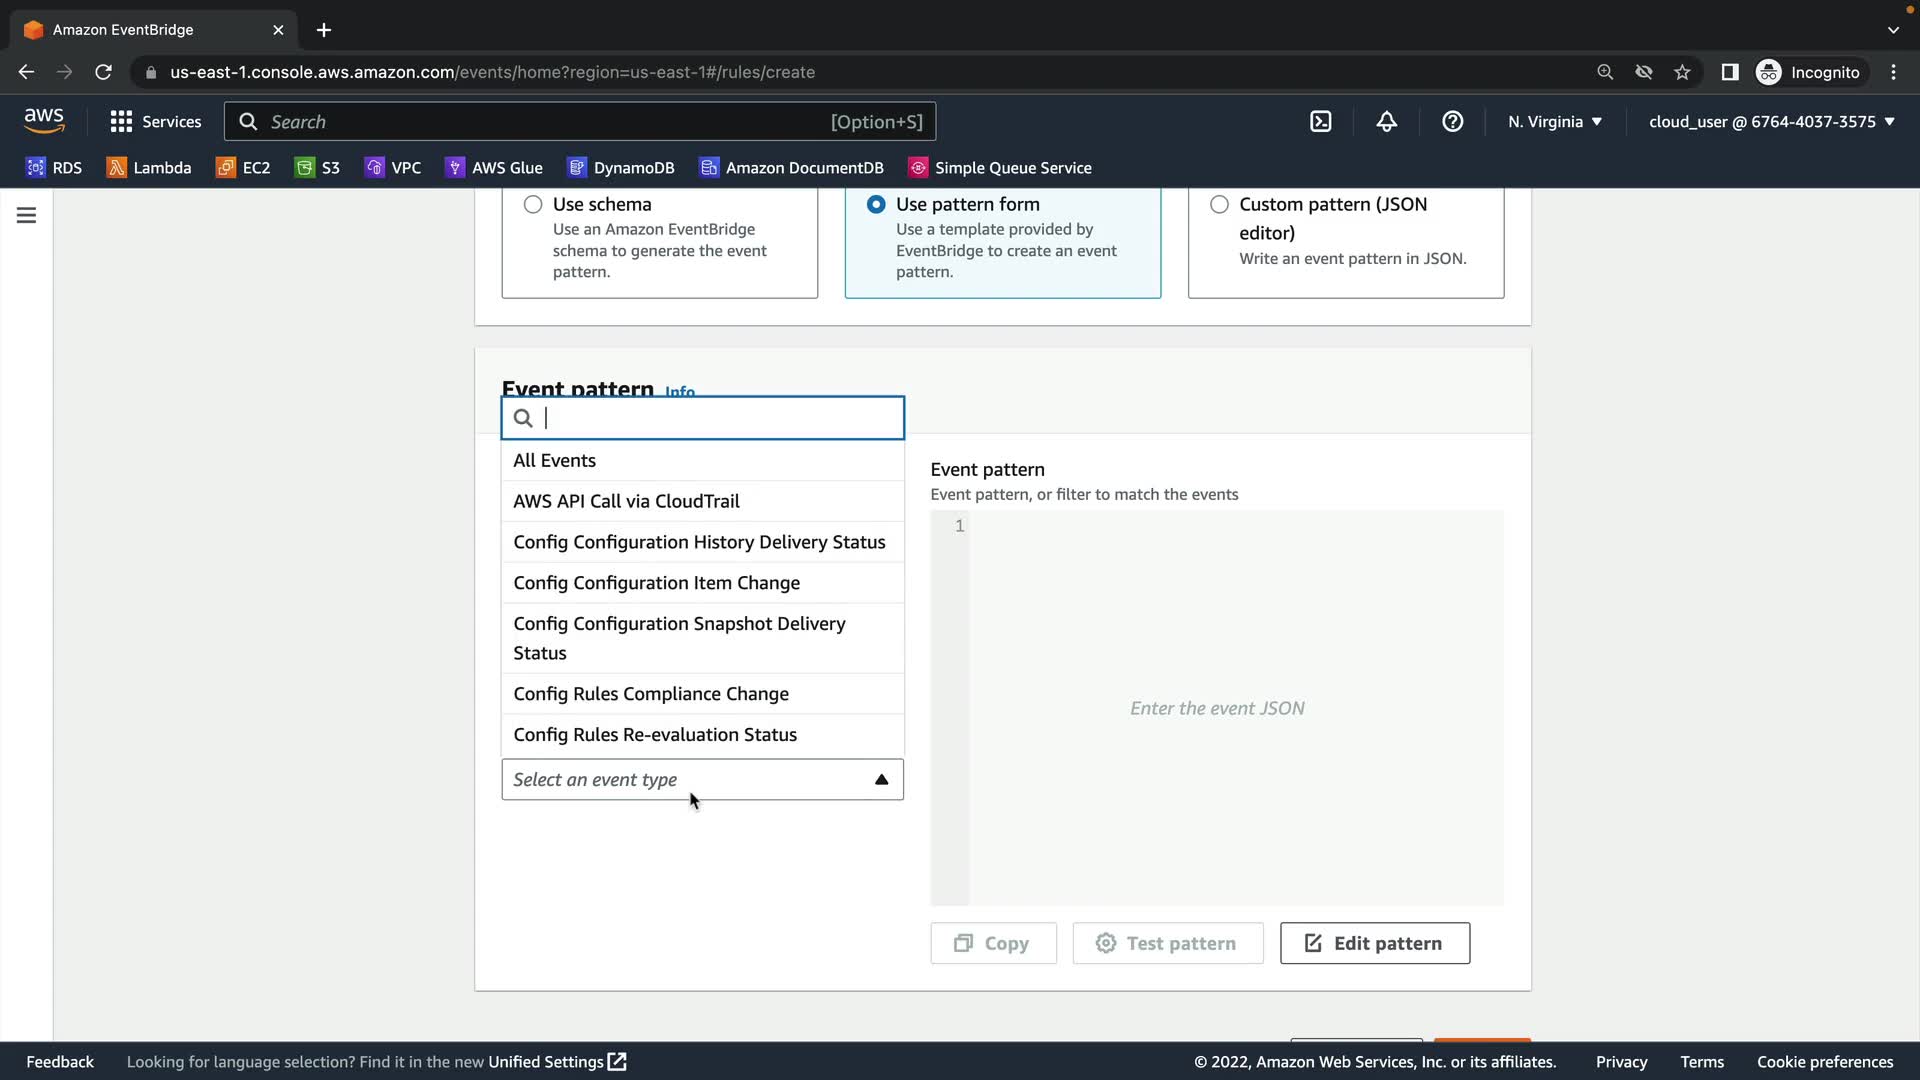 Amazon EventBridge
us-east-1.console.aws.amazon.com/events/home?region=us-east-1#/rules/create
Incognito
aws
Services
Search
[Option+S]
N. Virginia
cloud_user @ 6764-4037-3575
RDS
Lambda
EC2
S3
VPC
AWS Glue
DynamoDB
Amazon DocumentDB
Simple Queue Service
Use schema
Use an Amazon EventBridge
schema to generate the event
pattern.
Use pattern form
Use a template provided by
EventBridge to create an event
pattern.
Custom pattern (JSON
editor)
Write an event pattern in JSON.
Event pattern Info
All Events
AWS API Call via CloudTrail
Config Configuration History Delivery Status
Config Configuration Item Change
Config Configuration Snapshot Delivery
Status
Config Rules Compliance Change
Config Rules Re-evaluation Status
Select an event type
Event pattern
Event pattern, or filter to match the events
1
Enter the event JSON
Copy
Test pattern
Edit pattern
Feedback
Looking for language selection? Find it in the new Unified Settings
© 2022, Amazon Web Services, Inc. or its affiliates.
Privacy
Terms
Cookie preferences